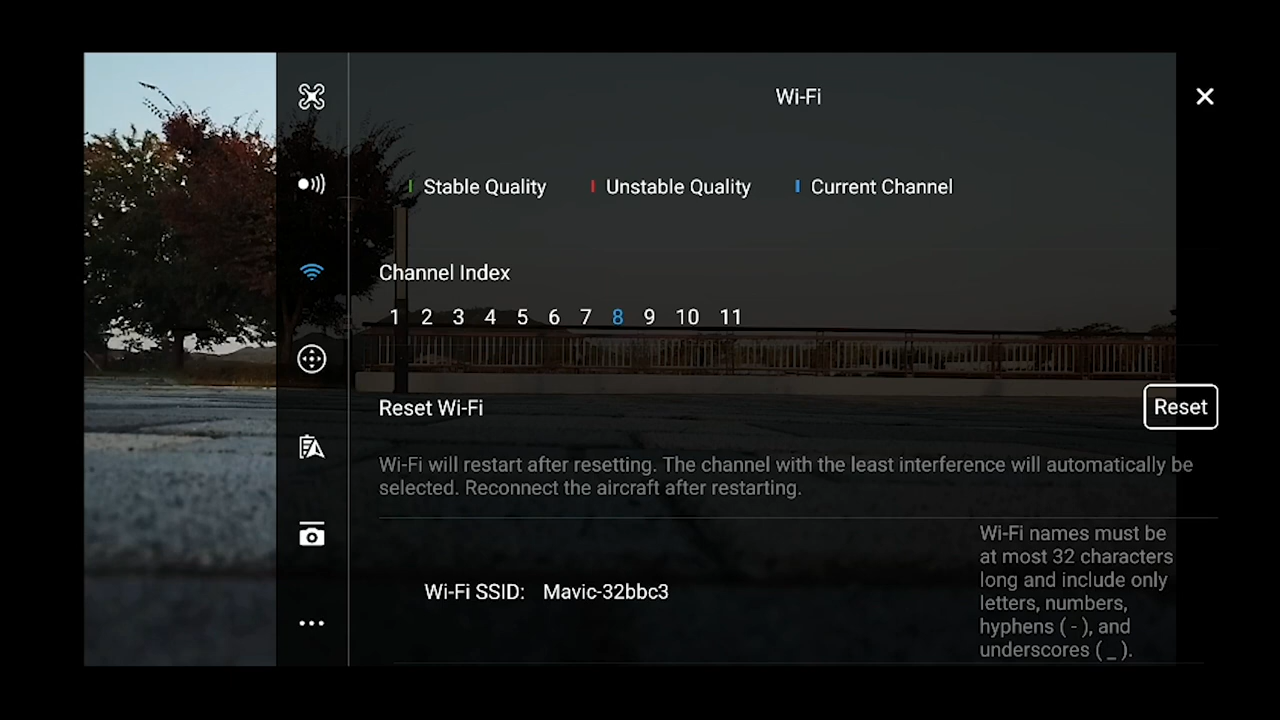 Wi-Fi
Stable Quality Unstable Quality Current Channel
Channel Index
1 2 3 4 5 6 7 8 9 10 11
Reset Wi-Fi
Reset
Wi-Fi will restart after resetting. The channel with the least interference will automatically be
selected. Reconnect the aircraft after restarting.
Wi-Fi SSID: Mavic-32bbc3
Wi-Fi names must be
at most 32 characters
long and include only
letters, numbers,
hyphens ( - ), and
underscores ( _ ).